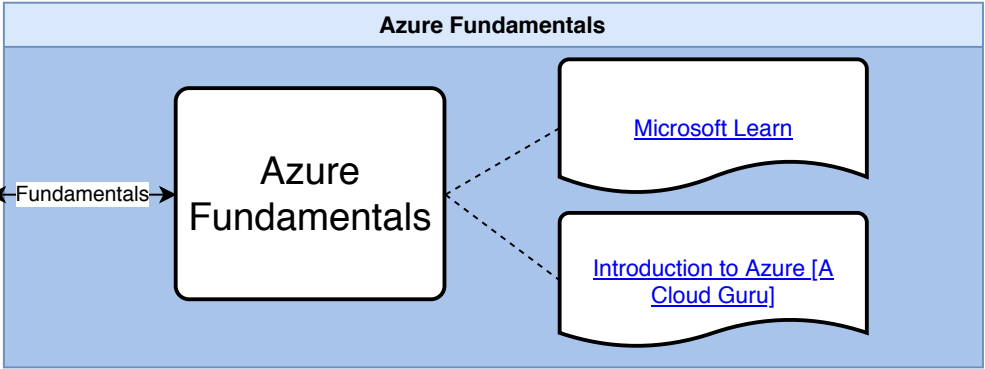 Azure Fundamentals
Microsoft Learn
Azure
Fundamentals
Fundamentals
Introduction to Azure [A
Cloud Guru]